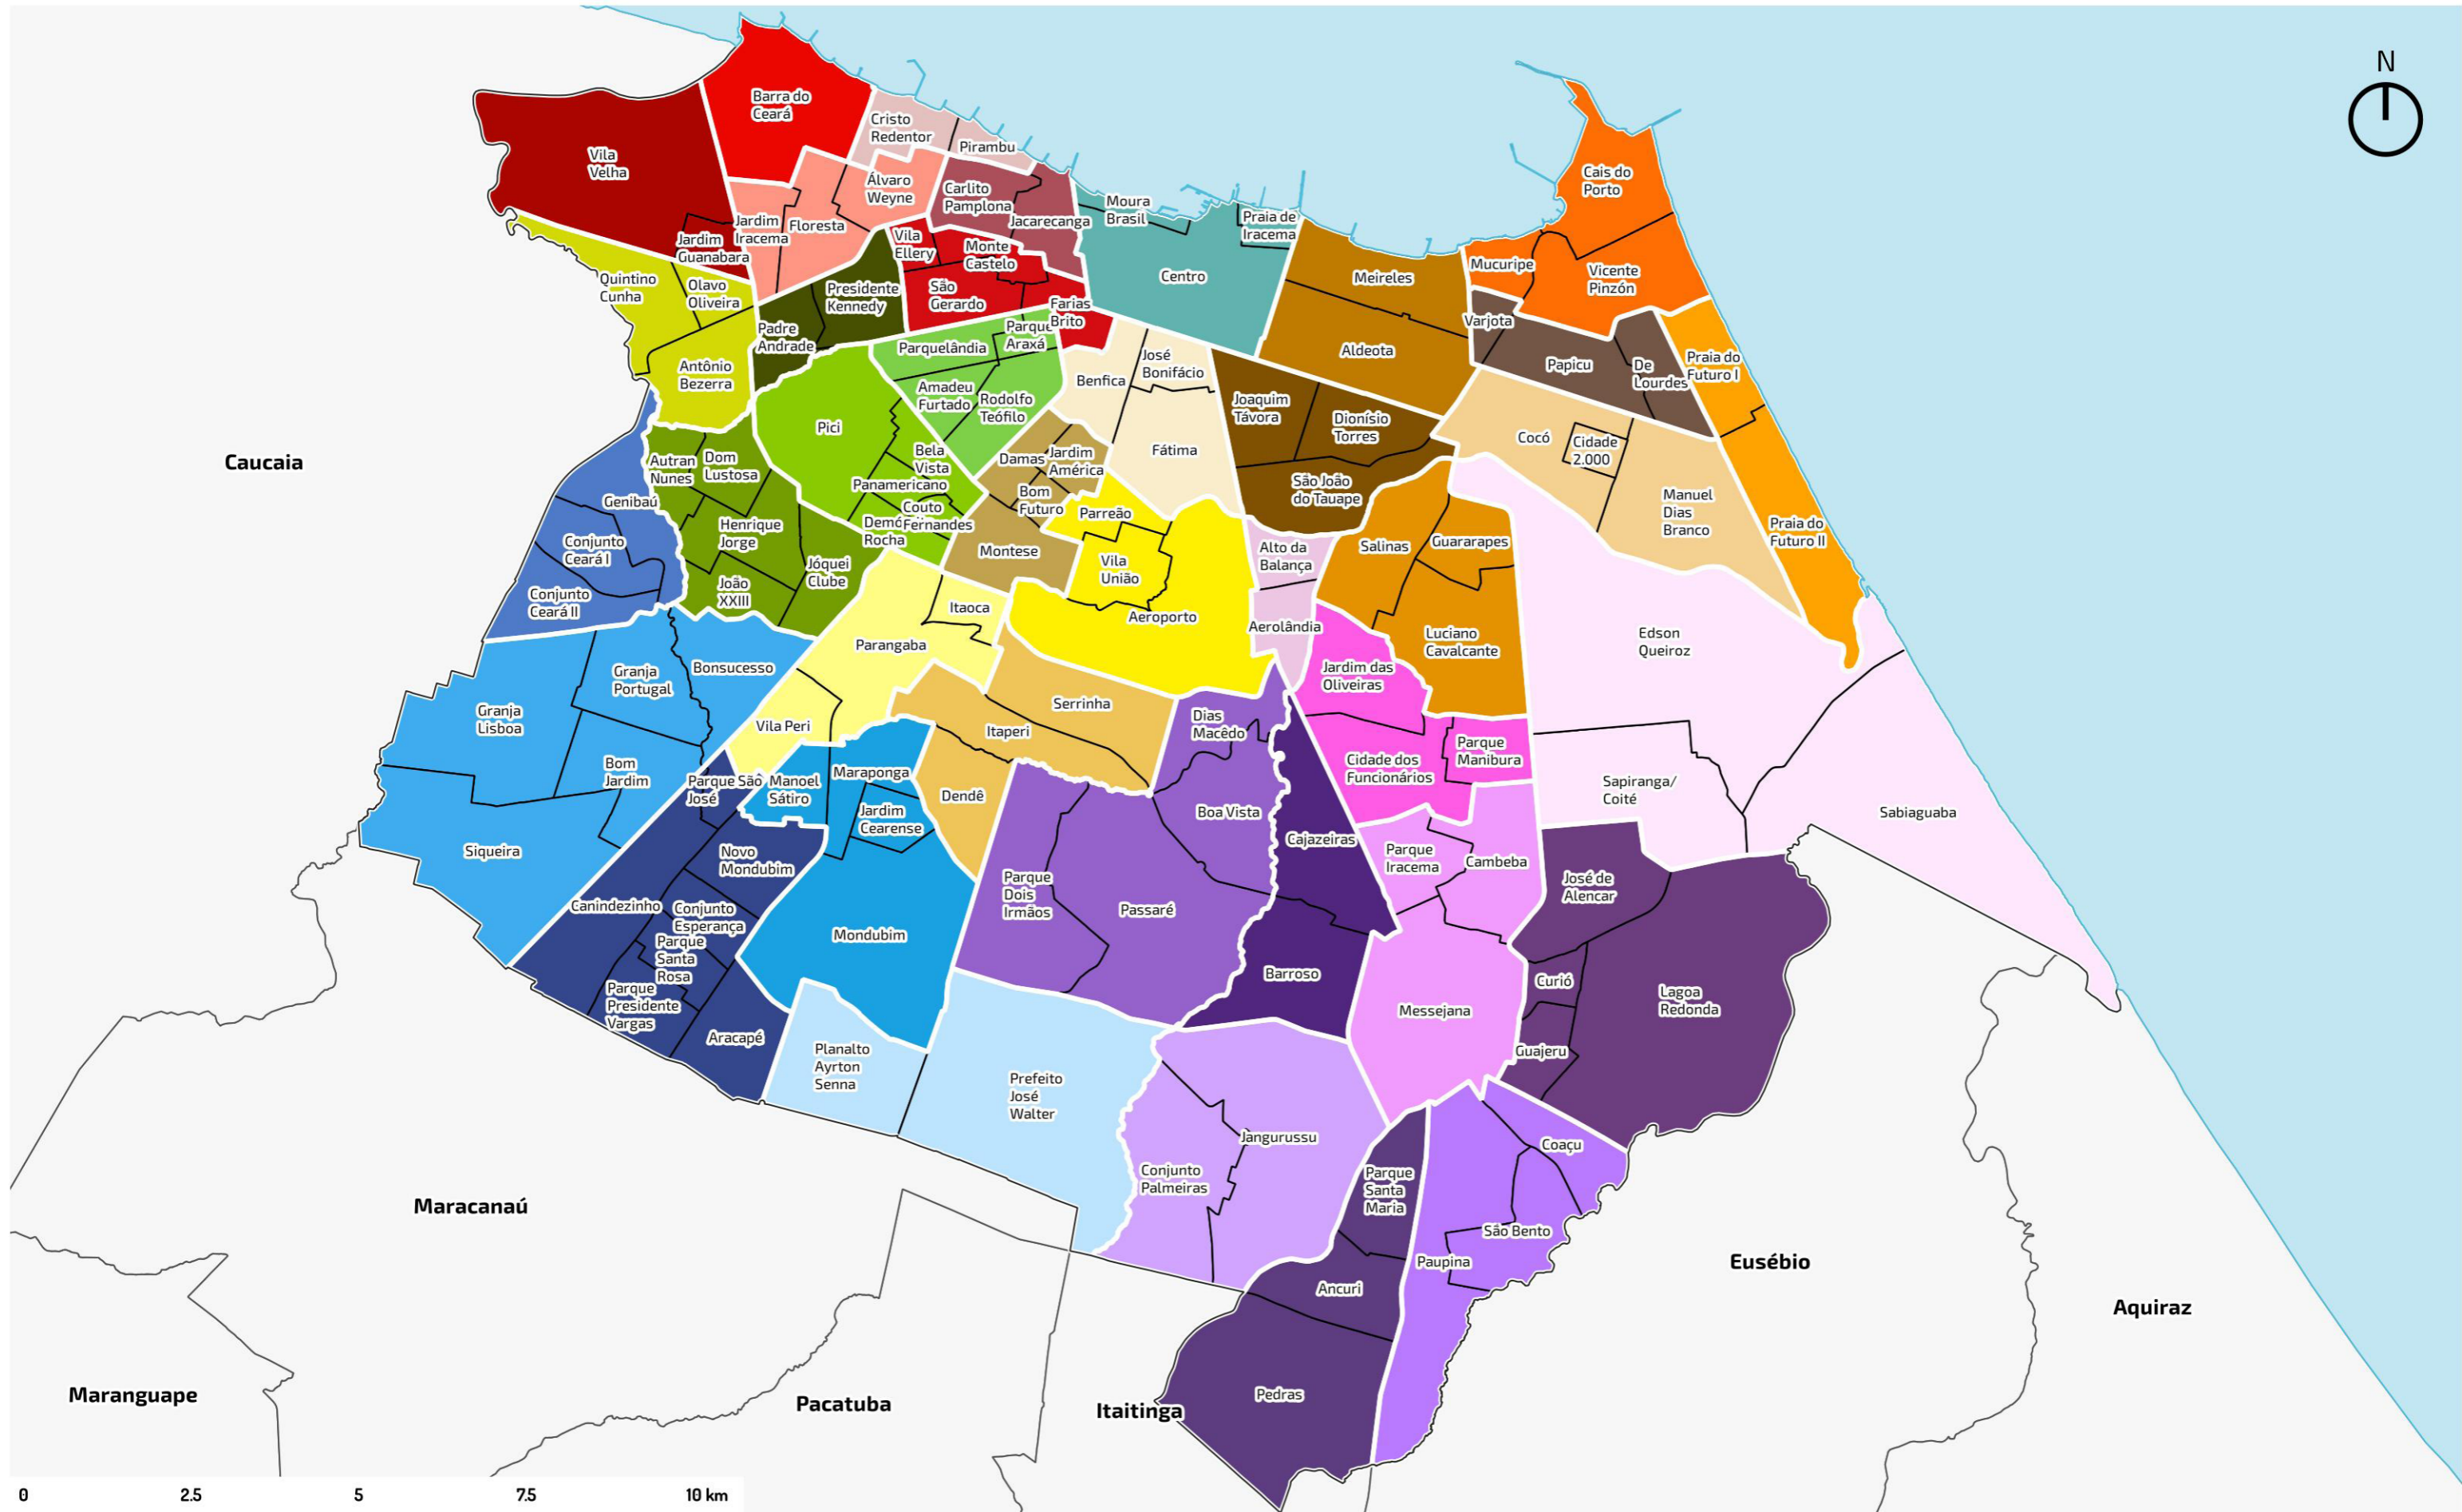 N
Barra do
Ceará
Cristo
Redentor
Pirambu
Vila
Velha
Álvaro
Weyne
Carlito
Pamplona
Jacarecanga
Moura
Brasil
Praia de
Iracema
Cais do
Porto
Jardim
Guanabara
Jardim
Iracema
Floresta
Vila
Ellery
Monte
Castelo
Centro
Meireles
Mucuripe
Vicente
Pinzón
Quintino
Cunha
Olavo
Oliveira
Presidente
Kennedy
São
Gerardo
Farias
Brito
Padre
Andrade
Parquelândia
Parque
Araxá
José
Bonifácio
Aldeota
Varjota
Papicu
De
Lourdes
Praia do
Futuro I
Antônio
Bezerra
Amadeu
Furtado
Rodolfo
Teófilo
Benfica
Joaquim
Távora
Dionísio
Torres
Pici
Cocó
Cidade
2.000
Caucaia
Autran
Nunes
Dom
Lustosa
Bela
Vista
Damas
Jardim
América
Fátima
Panamericano
Bom
Futuro
São João
do Tauape
Manuel
Dias
Branco
Praia do
Futuro II
Genibaú
Henrique
Jorge
Couto
Fernandes
Demó
Rocha
Parreão
Conjunto
Ceará I
Montese
Vila
União
Alto da
Balança
Salinas
Guararapes
Conjunto
Ceará II
João
XXIII
Jóquei
Clube
Itaoca
Aeroporto
Aerolândia
Parangaba
Luciano
Cavalcante
Edson
Queiroz
Granja
Portugal
Bonsucesso
Jardim das
Oliveiras
Granja
Lisboa
Vila Peri
Serrinha
Itaperi
Dias
Macêdo
Cidade dos
Funcionários
Parque
Manibura
Bom
Jardim
Parque São
José
Manoel
Sátiro
Maraponga
Dendê
Boa Vista
Sapiranga/
Coité
Sabiaguaba
Jardim
Cearense
Cajazeiras
Siqueira
Novo
Mondubim
Parque
Iracema
Cambeba
José de
Alencar
Canindezinho
Conjunto
Esperança
Parque
Dois
Irmãos
Passaré
Mondubim
Parque
Santa
Rosa
Barroso
Curió
Parque
Presidente
Vargas
Messejana
Lagoa
Redonda
Aracapé
Guajeru
Planalto
Ayrton
Senna
Prefeito
José
Walter
Jangurussu
Coaçu
Conjunto
Palmeiras
Parque
Santa
Maria
Maracanaú
São Bento
Paupina
Eusébio
Ancuri
Aquiraz
Maranguape
Pacatuba
Itaitinga
Pedras
0 2.5 5 7.5 10 km